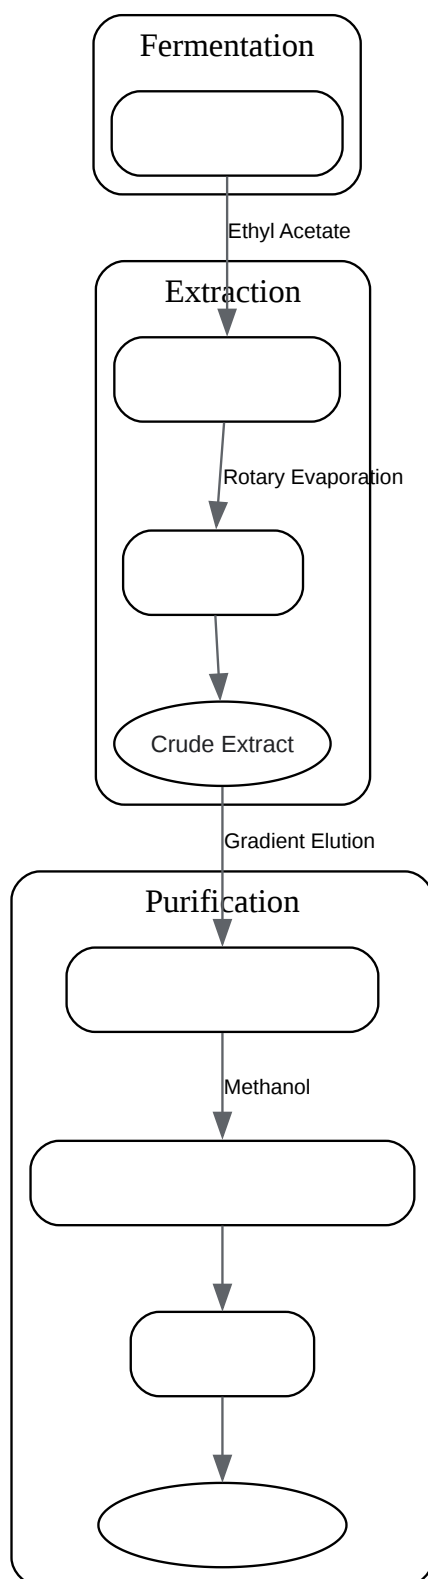 Fermentation
Ethyl Acetate
Extraction
Rotary Evaporation
Crude Extract
Gradient Elution
Purification
Methanol